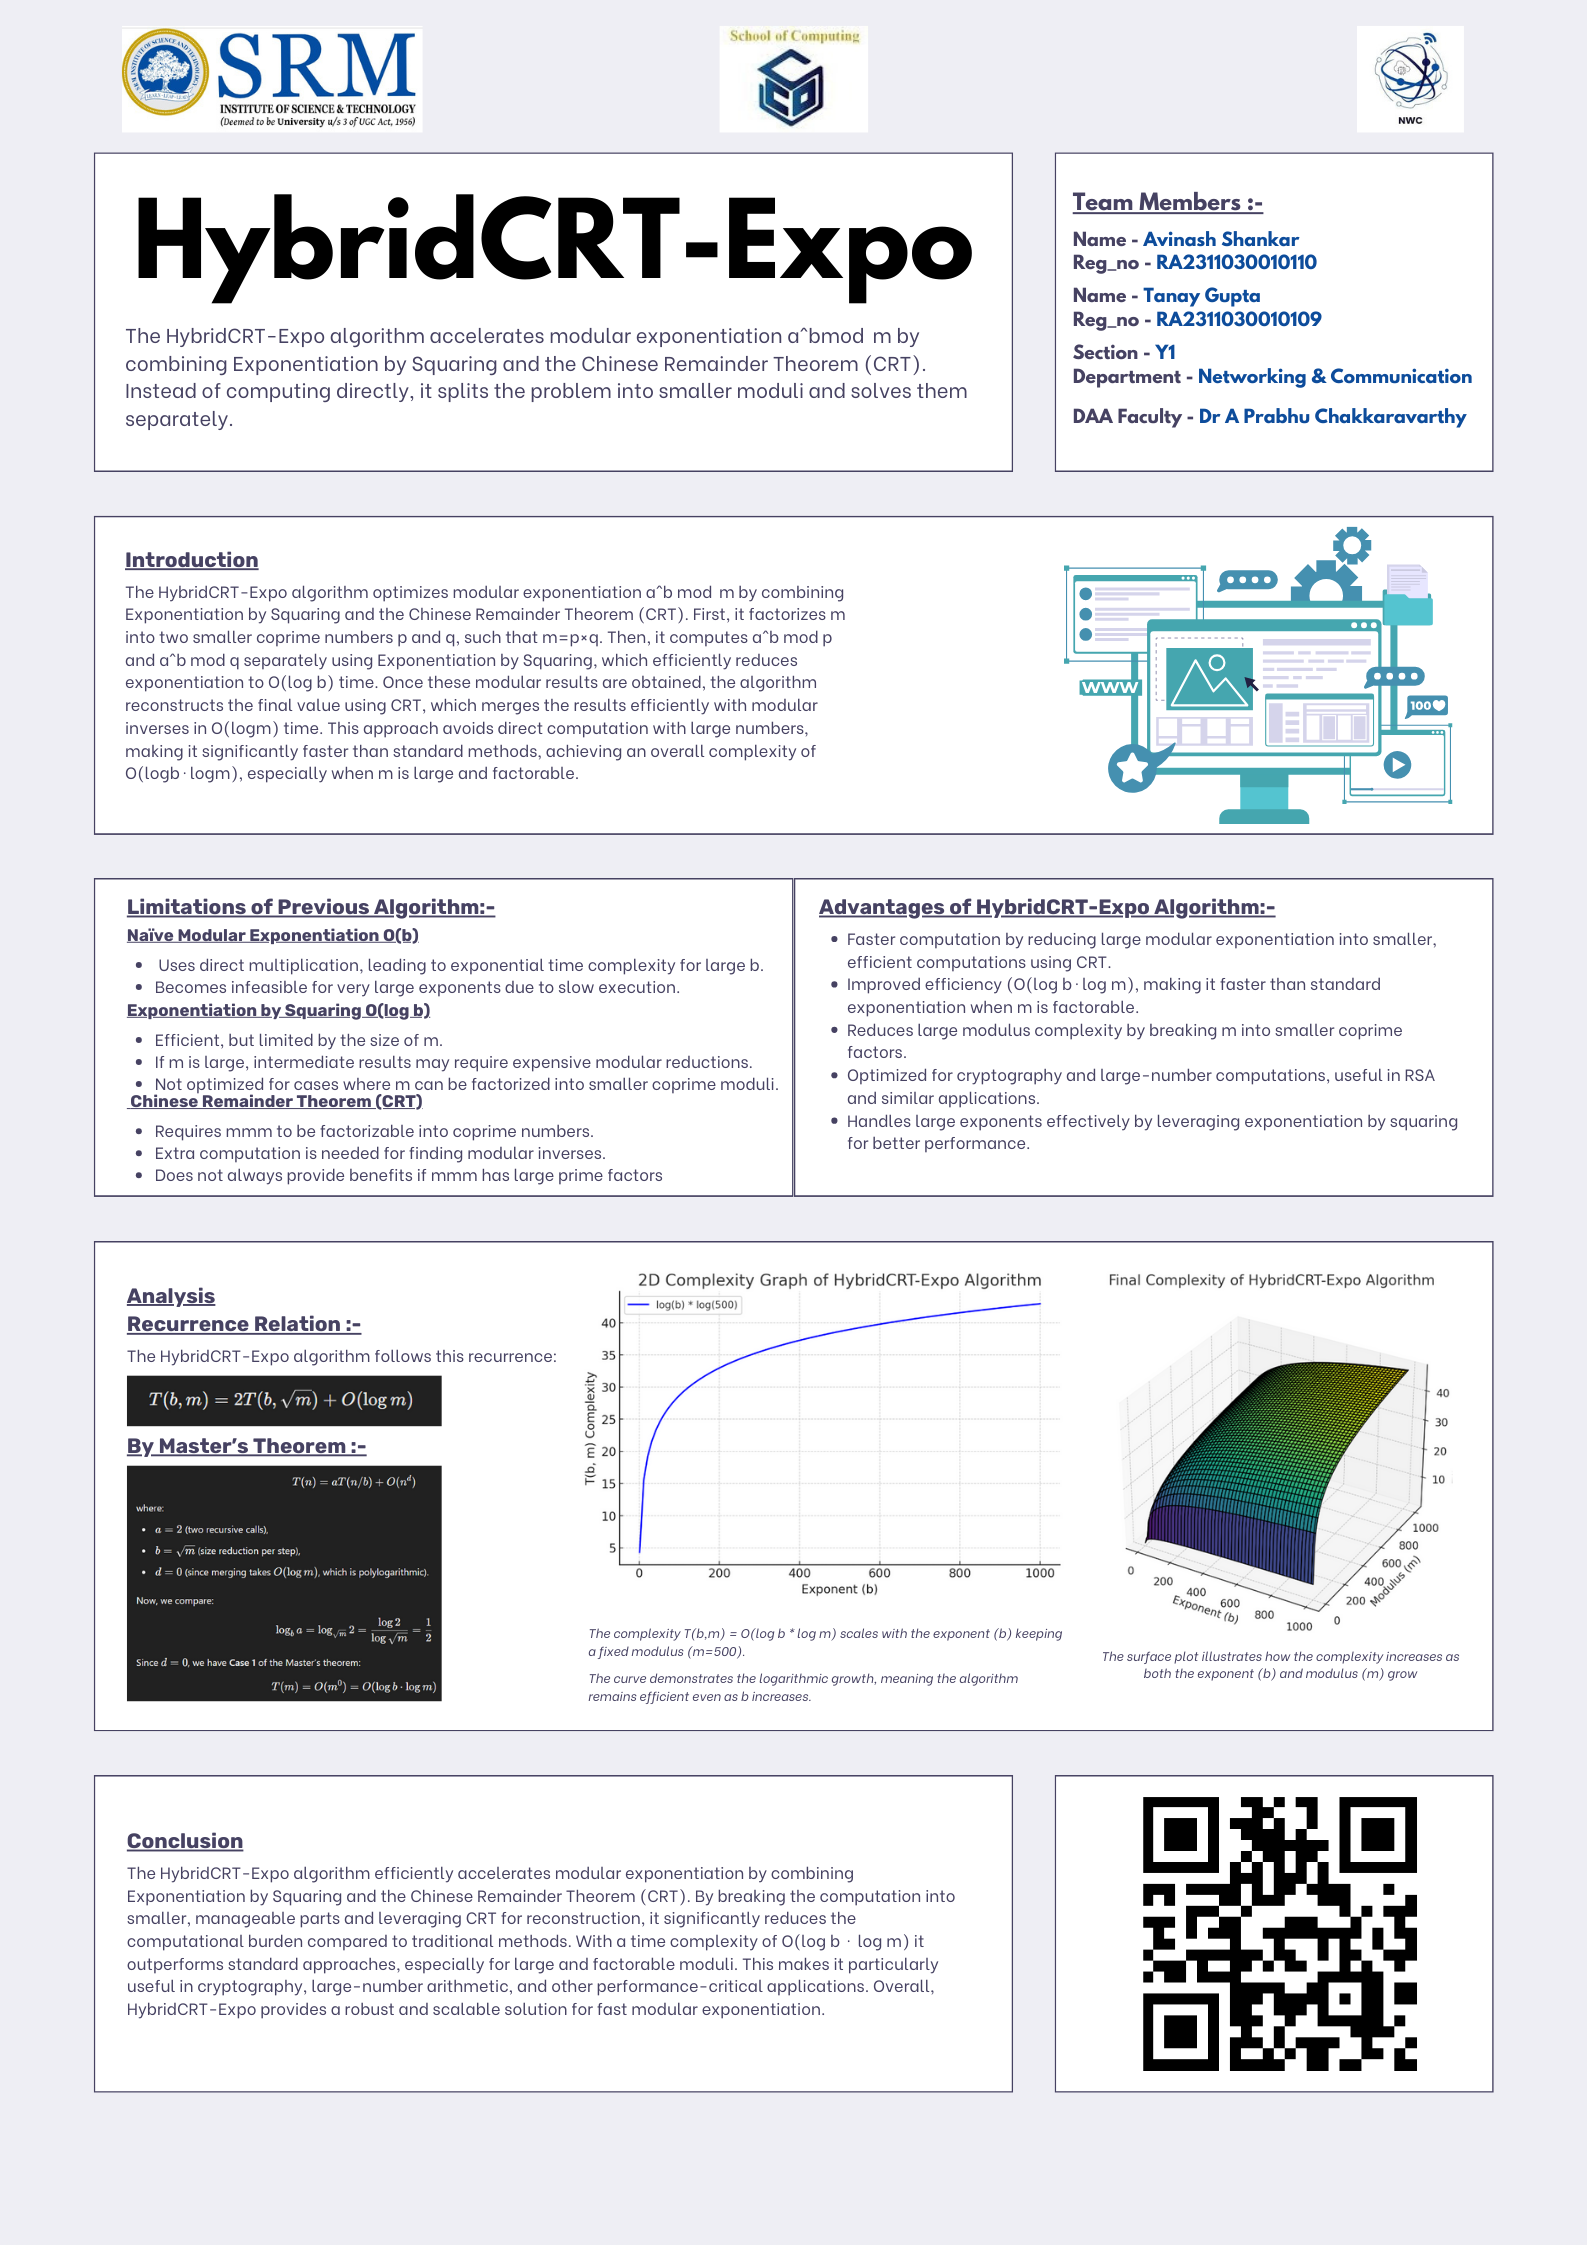 SRM
INSTITUTE OF SCIENCE & TECHNOLOGY
(Deemed to be University u/s 3 of UGC Act, 1956)
School of Computing
NWC
HybridCRT-Expo
The HybridCRT-Expo algorithm accelerates modular exponentiation a^bmod m by
combining Exponentiation by Squaring and the Chinese Remainder Theorem (CRT).
Instead of computing directly, it splits the problem into smaller moduli and solves them
separately.
Team Members :-
Name - Avinash Shankar
Reg_no - RA2311030010110
Name - Tanay Gupta
Reg_no - RA2311030010109
Section - Y1
Department - Networking & Communication
DAA Faculty - Dr A Prabhu Chakkaravarthy
Introduction
The HybridCRT-Expo algorithm optimizes modular exponentiation a^b mod m by combining
Exponentiation by Squaring and the Chinese Remainder Theorem (CRT). First, it factorizes m
into two smaller coprime numbers p and q, such that m=p×q. Then, it computes a^b mod p
and a^b mod q separately using Exponentiation by Squaring, which efficiently reduces
exponentiation to O(log b) time. Once these modular results are obtained, the algorithm
reconstructs the final value using CRT, which merges the results efficiently with modular
inverses in O(logm) time. This approach avoids direct computation with large numbers,
making it significantly faster than standard methods, achieving an overall complexity of
O(logb · logm), especially when m is large and factorable.
WWW
100
Limitations of Previous Algorithm:-
Naïve Modular Exponentiation O(b)
• Uses direct multiplication, leading to exponential time complexity for large b.
• Becomes infeasible for very large exponents due to slow execution.
Exponentiation by Squaring O(log b)
• Efficient, but limited by the size of m.
• If m is large, intermediate results may require expensive modular reductions.
• Not optimized for cases where m can be factorized into smaller coprime moduli.
Chinese Remainder Theorem (CRT)
• Requires mmm to be factorizable into coprime numbers.
• Extra computation is needed for finding modular inverses.
• Does not always provide benefits if mmm has large prime factors
Advantages of HybridCRT-Expo Algorithm:-
• Faster computation by reducing large modular exponentiation into smaller,
efficient computations using CRT.
• Improved efficiency (O(log b · log m), making it faster than standard
exponentiation when m is factorable.
• Reduces large modulus complexity by breaking m into smaller coprime
factors.
• Optimized for cryptography and large-number computations, useful in RSA
and similar applications.
• Handles large exponents effectively by leveraging exponentiation by squaring
for better performance.
Analysis
Recurrence Relation :-
The HybridCRT-Expo algorithm follows this recurrence:
T(b, m) = 2T(b, √m) + O(log m)
By Master's Theorem :-
T(n) = aT(n/b) + O(n^d)
where:
• a = 2 (two recursive calls),
• b = √m (size reduction per step),
• d = 0 (since merging takes O(log m), which is polylogarithmic).
Now, we compare:
log_b a = log_√m 2 = log 2 / log √m = 1/2
Since d = 0, we have Case 1 of the Master's theorem:
T(m) = O(m^0) = O(log b · log m)
2D Complexity Graph of HybridCRT-Expo Algorithm
log(b) * log(500)
T(b, m) Complexity
40
35
30
25
20
15
10
5
0 200 400 600 800 1000
Exponent (b)
The complexity T(b,m) = O(log b * log m) scales with the exponent (b) keeping
a fixed modulus (m=500).
The curve demonstrates the logarithmic growth, meaning the algorithm
remains efficient even as b increases.
Final Complexity of HybridCRT-Expo Algorithm
40
30
20
10
0 200 400 600 800 1000
Exponent (b)
0 200 400 600 800 1000
Modulus (m)
The surface plot illustrates how the complexity increases as
both the exponent (b) and modulus (m) grow
Conclusion
The HybridCRT-Expo algorithm efficiently accelerates modular exponentiation by combining
Exponentiation by Squaring and the Chinese Remainder Theorem (CRT). By breaking the computation into
smaller, manageable parts and leveraging CRT for reconstruction, it significantly reduces the
computational burden compared to traditional methods. With a time complexity of O(log b · log m) it
outperforms standard approaches, especially for large and factorable moduli. This makes it particularly
useful in cryptography, large-number arithmetic, and other performance-critical applications. Overall,
HybridCRT-Expo provides a robust and scalable solution for fast modular exponentiation.